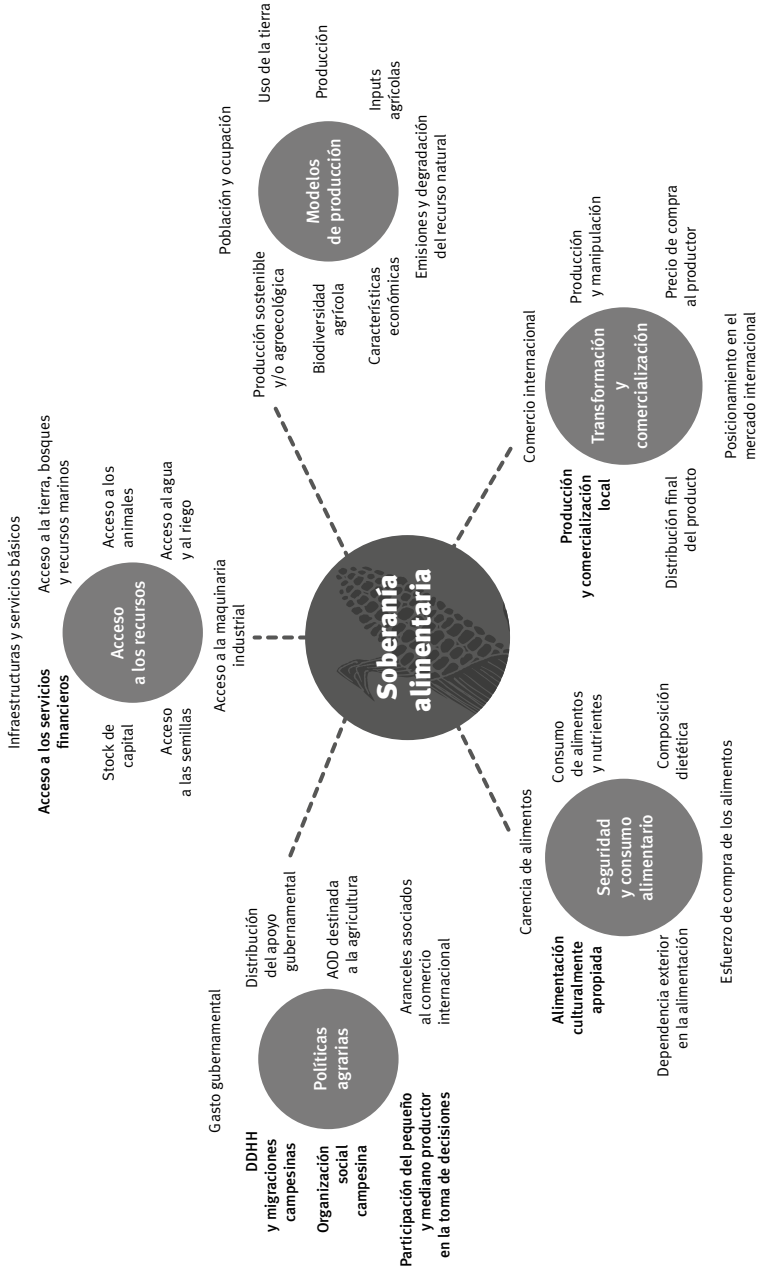 Soberanía
alimentaria
Infraestructuras y servicios básicos
Acceso a los servicios
financieros
Acceso a la tierra, bosques
y recursos marinos
Stock de
capital
Acceso
a los recursos
Acceso a los
animales
Acceso
a las semillas
Acceso al agua
y al riego
Acceso a la maquinaria
industrial
Población y ocupación
Producción sostenible
y/o agroecológica
Uso de la tierra
Biodiversidad
agrícola
Modelos
de producción
Producción
Características
económicas
Inputs
agrícolas
Emisiones y degradación
del recurso natural
Comercio internacional
Producción
y comercialización
local
Transformación
y
comercialización
Producción
y manipulación
Distribución final
del producto
Precio de compra
al productor
Posicionamiento en el
mercado internacional
Carencia de alimentos
Alimentación
culturalmente
apropiada
Seguridad
y consumo
alimentario
Consumo
de alimentos
y nutrientes
Dependencia exterior
en la alimentación
Composición
dietética
Esfuerzo de compra de los alimentos
Gasto gubernamental
DDHH
y migraciones
campesinas
Distribución
del apoyo
gubernamental
Organización
social
campesina
Políticas
agrarias
AOD destinada
a la agricultura
Participación del pequeño
y mediano productor
en la toma de decisiones
Aranceles asociados
al comercio
internacional